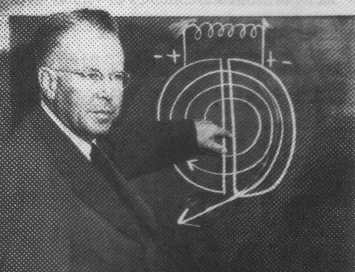 - + + -